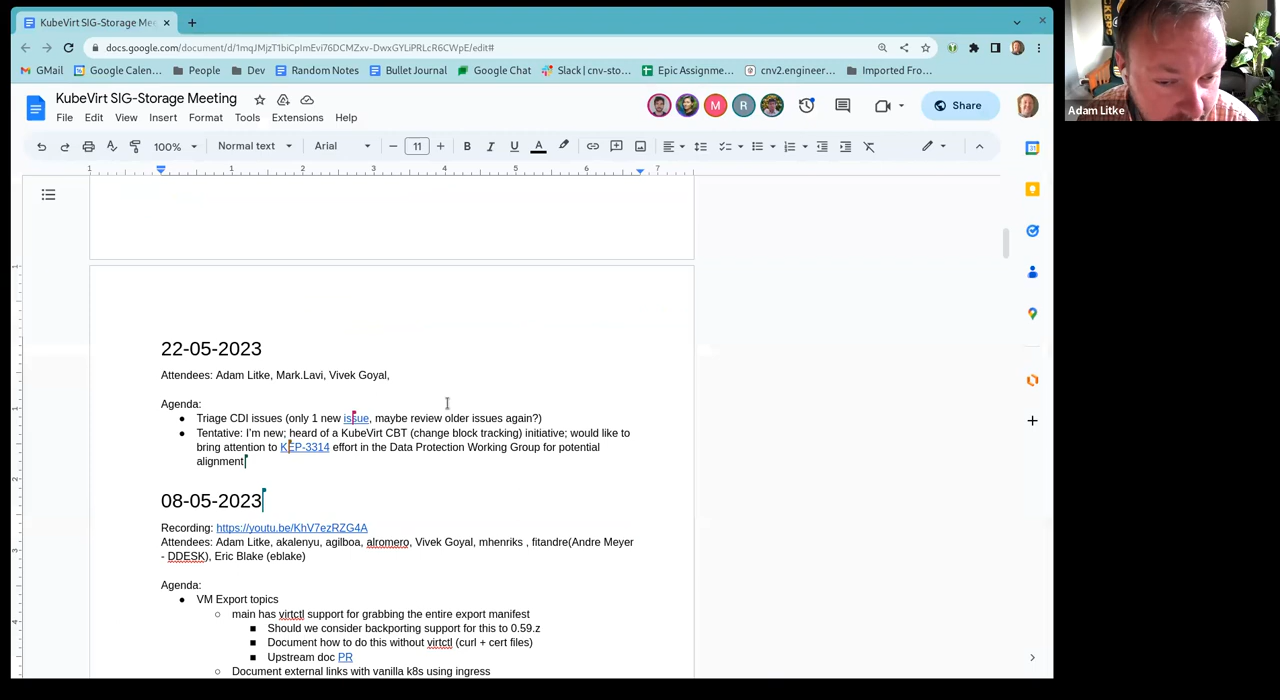 KubeVirt SIG-Storage Mee
docs.google.com/document/d/1mqJMjzT1biCpImEvi76DCMZxv-DwxGYLiPRLcR6CWpE/edit#
GMail
Google Calen...
People
Dev
Random Notes
Bullet Journal
Google Chat
Slack | cnv-sto...
Epic Assignme...
cnv2.engineer...
Imported Fro...
Adam Litke
KubeVirt SIG-Storage Meeting
M
R
Share
File Edit View Insert Format Tools Extensions Help
100%
Normal text
Arial
11
B I U A
1 1 2 3 4 5 6 7
22-05-2023
Attendees: Adam Litke, Mark.Lavi, Vivek Goyal,
Agenda:
● Triage CDI issues (only 1 new issue, maybe review older issues again?)
● Tentative: I'm new; heard of a KubeVirt CBT (change block tracking) initiative; would like to
bring attention to KEP-3314 effort in the Data Protection Working Group for potential
alignment
08-05-2023
Recording: https://youtu.be/KhV7ezRZG4A
Attendees: Adam Litke, akalenyu, agilboa, alromero, Vivek Goyal, mhenriks , fitandre(Andre Meyer
- DDESK), Eric Blake (eblake)
Agenda:
● VM Export topics
○ main has virtctl support for grabbing the entire export manifest
■ Should we consider backporting support for this to 0.59.z
■ Document how to do this without virtctl (curl + cert files)
■ Upstream doc PR
○ Document external links with vanilla k8s using ingress